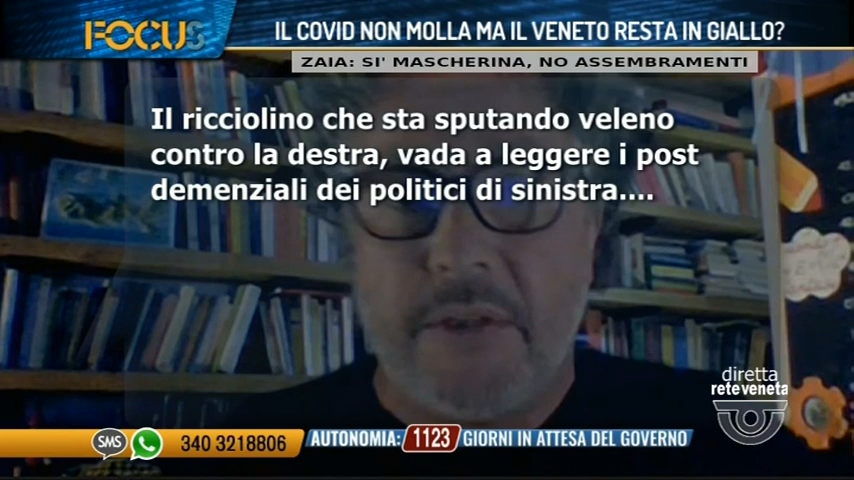 FOCUS
IL COVID NON MOLLA MA IL VENETO RESTA IN GIALLO?
ZAIA: SI' MASCHERINA, NO ASSEMBRAMENTI
Il ricciolino che sta sputando veleno
contro la destra, vada a leggere i post
demenziali dei politici di sinistra....
diretta
reteveneta
SMS 340 3218806 AUTONOMIA: 1123 GIORNI IN ATTESA DEL GOVERNO